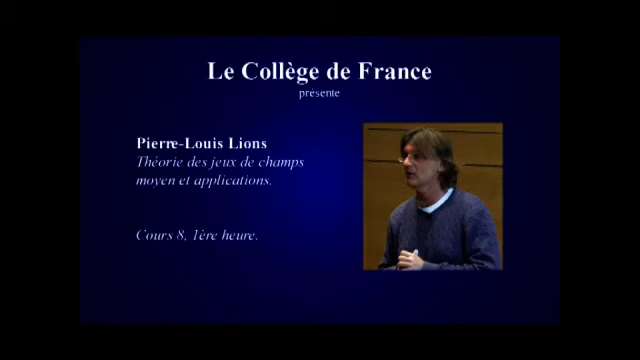 Le Collège de France
présente
Pierre-Louis Lions
Théorie des jeux de champs
moyen et applications.
Cours 8, 1ère heure.